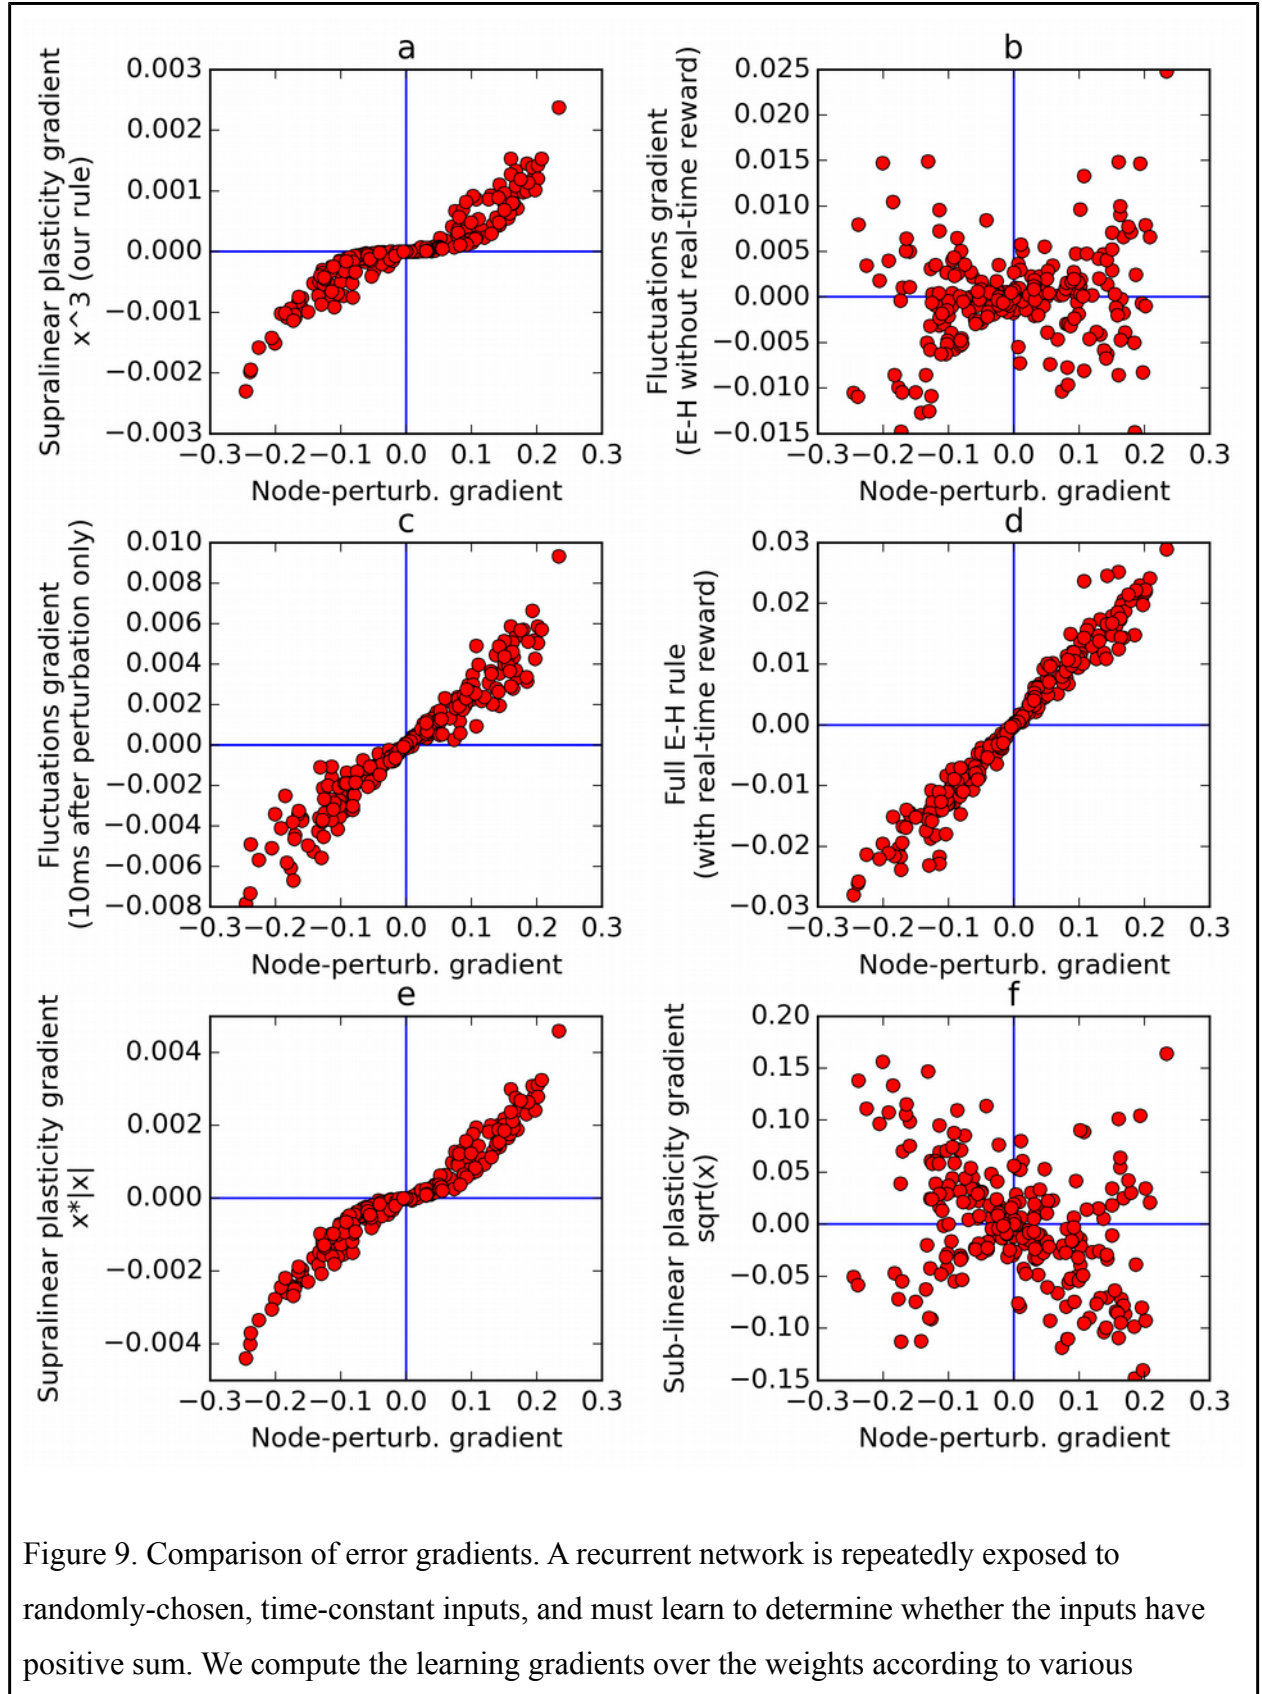 a
Supralinear plasticity gradient
x^3 (our rule)
0.003
0.002
0.001
0.000
−0.001
−0.002
−0.003
−0.3 −0.2 −0.1 0.0 0.1 0.2 0.3
Node-perturb. gradient
b
Fluctuations gradient
(E-H without real-time reward)
0.025
0.020
0.015
0.010
0.005
0.000
−0.005
−0.010
−0.015
−0.3 −0.2 −0.1 0.0 0.1 0.2 0.3
Node-perturb. gradient
c
Fluctuations gradient
(10ms after perturbation only)
0.010
0.008
0.006
0.004
0.002
0.000
−0.002
−0.004
−0.006
−0.008
−0.3 −0.2 −0.1 0.0 0.1 0.2 0.3
Node-perturb. gradient
d
Full E-H rule
(with real-time reward)
0.03
0.02
0.01
0.00
−0.01
−0.02
−0.03
−0.3 −0.2 −0.1 0.0 0.1 0.2 0.3
Node-perturb. gradient
e
Supralinear plasticity gradient
x*|x|
0.004
0.002
0.000
−0.002
−0.004
−0.3 −0.2 −0.1 0.0 0.1 0.2 0.3
Node-perturb. gradient
f
Sub-linear plasticity gradient
sqrt(x)
0.20
0.15
0.10
0.05
0.00
−0.05
−0.10
−0.15
−0.3 −0.2 −0.1 0.0 0.1 0.2 0.3
Node-perturb. gradient
Figure 9. Comparison of error gradients. A recurrent network is repeatedly exposed to
randomly-chosen, time-constant inputs, and must learn to determine whether the inputs have
positive sum. We compute the learning gradients over the weights according to various